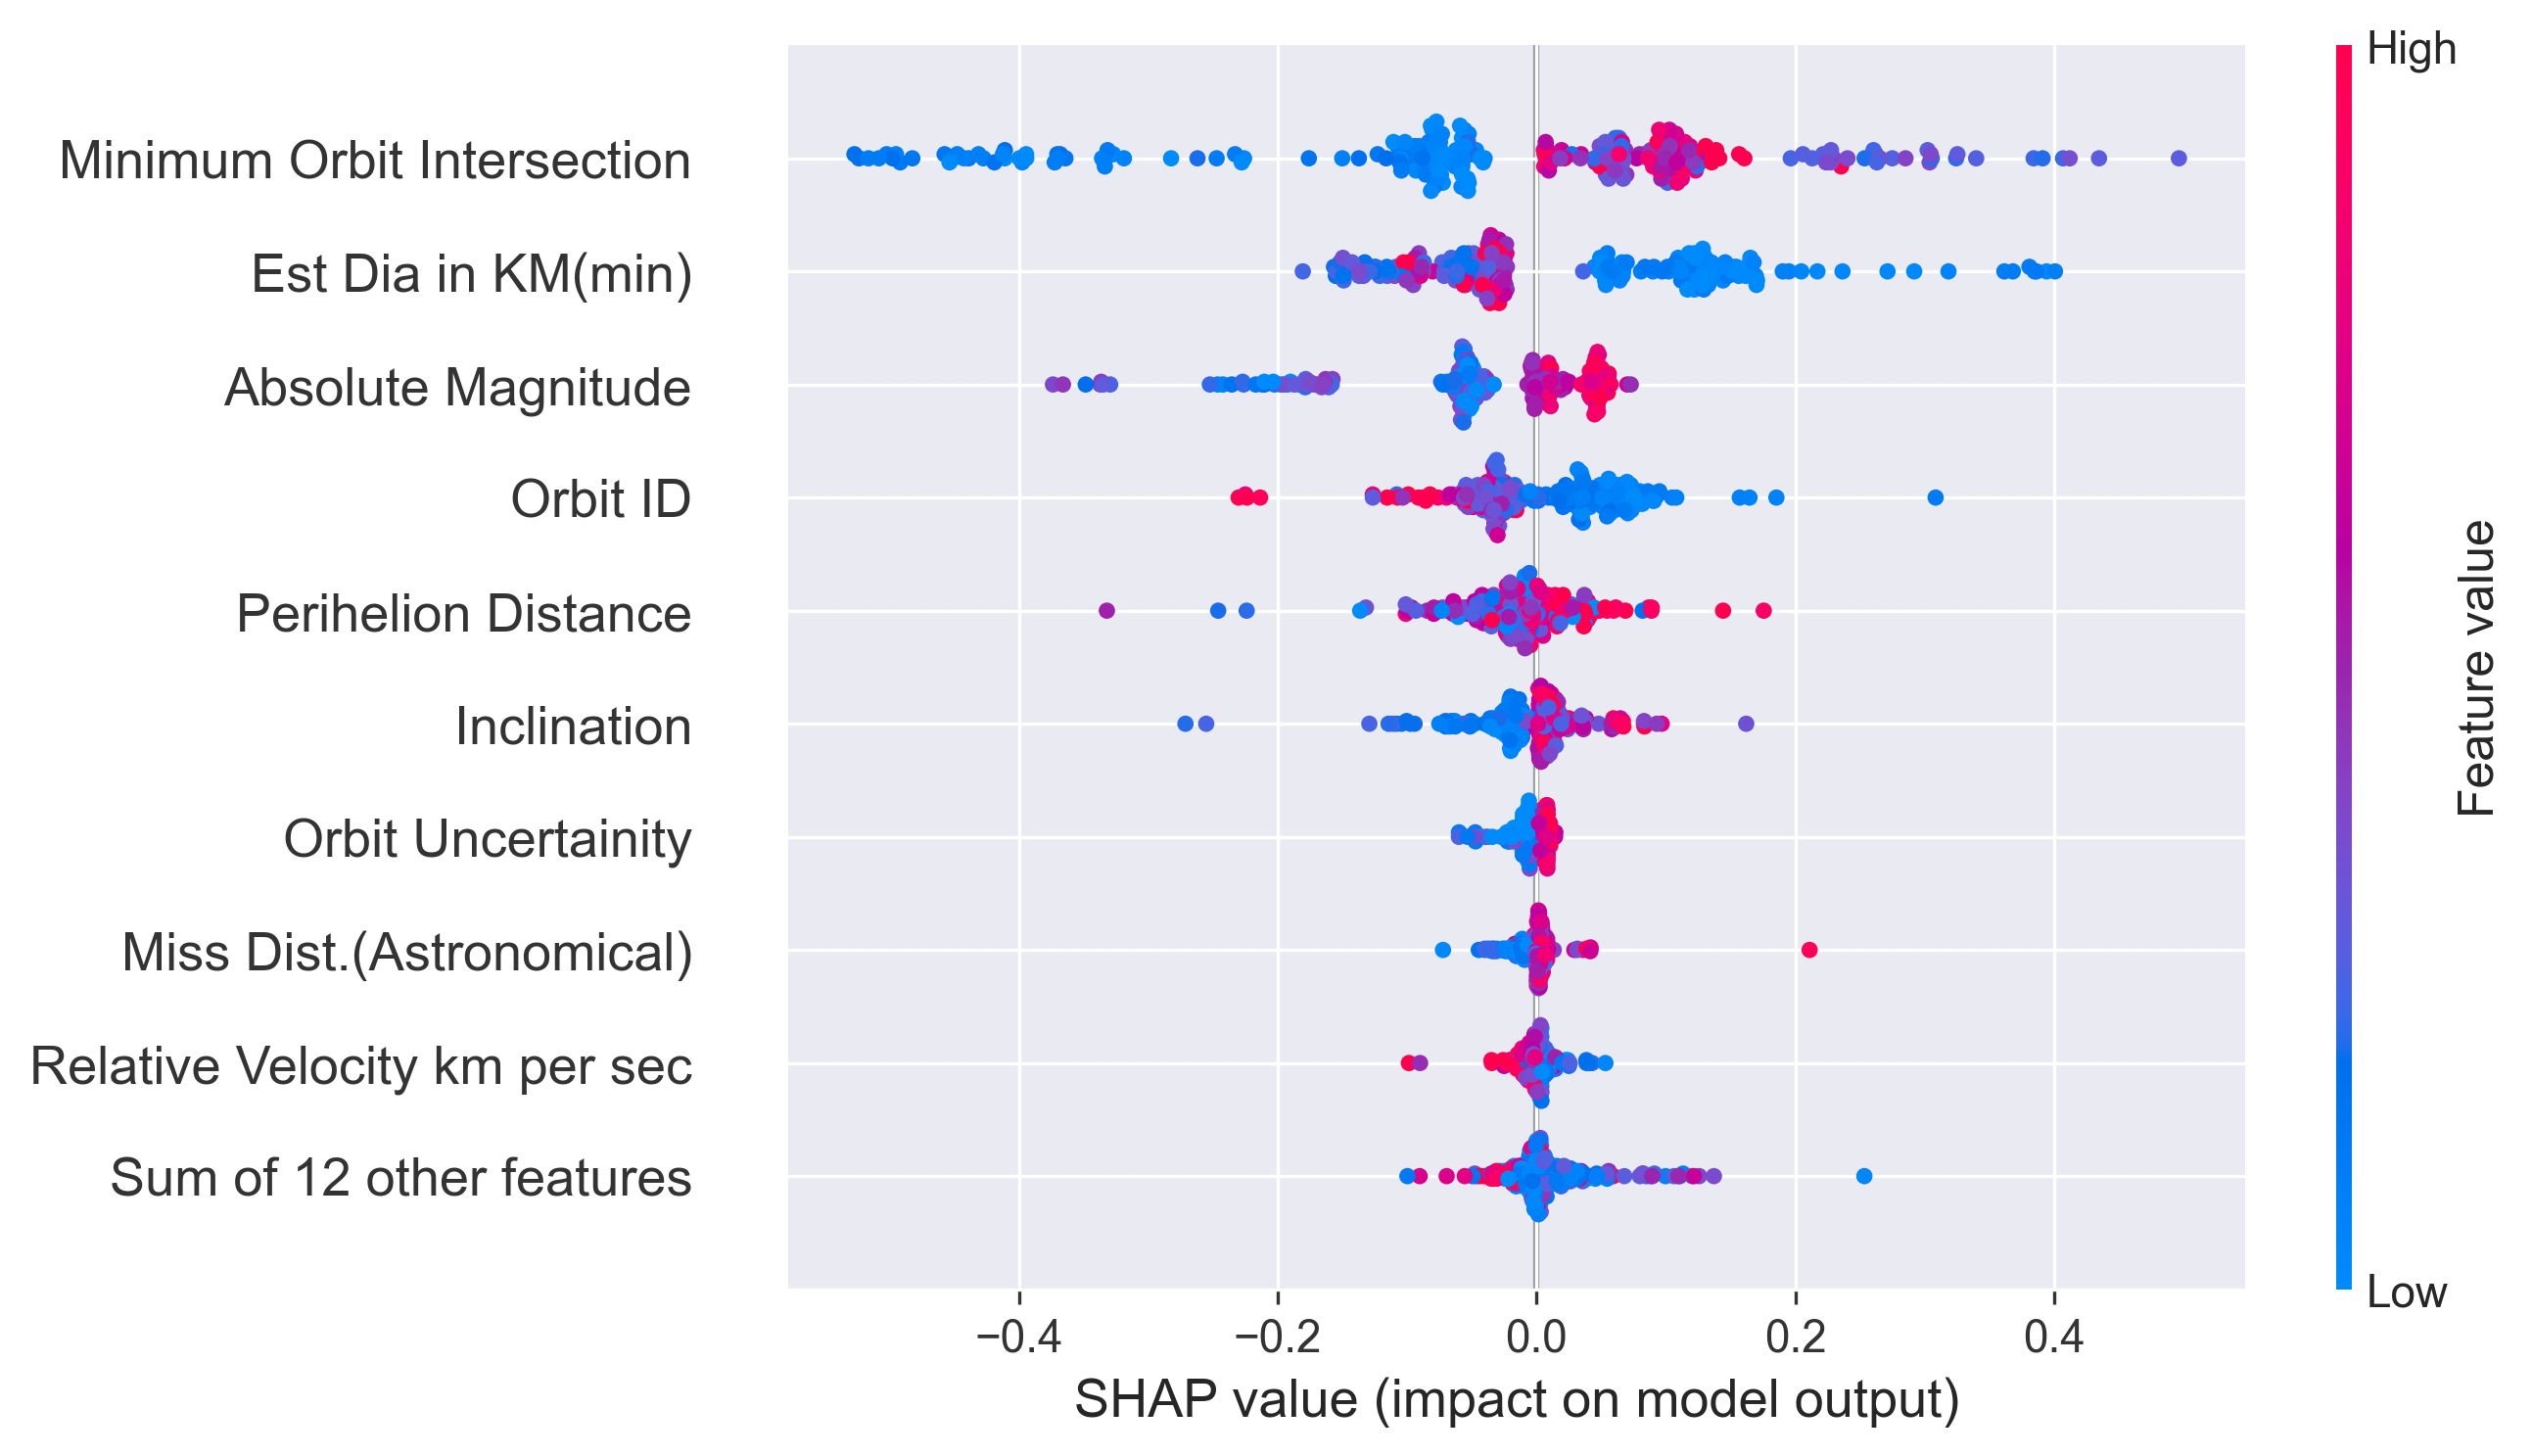 High
Minimum Orbit Intersection
Est Dia in KM(min)
Absolute Magnitude
Orbit ID
Perihelion Distance
Inclination
Orbit Uncertainity
Miss Dist.(Astronomical)
Relative Velocity km per sec
Sum of 12 other features
Feature value
Low
−0.4 −0.2 0.0 0.2 0.4
SHAP value (impact on model output)